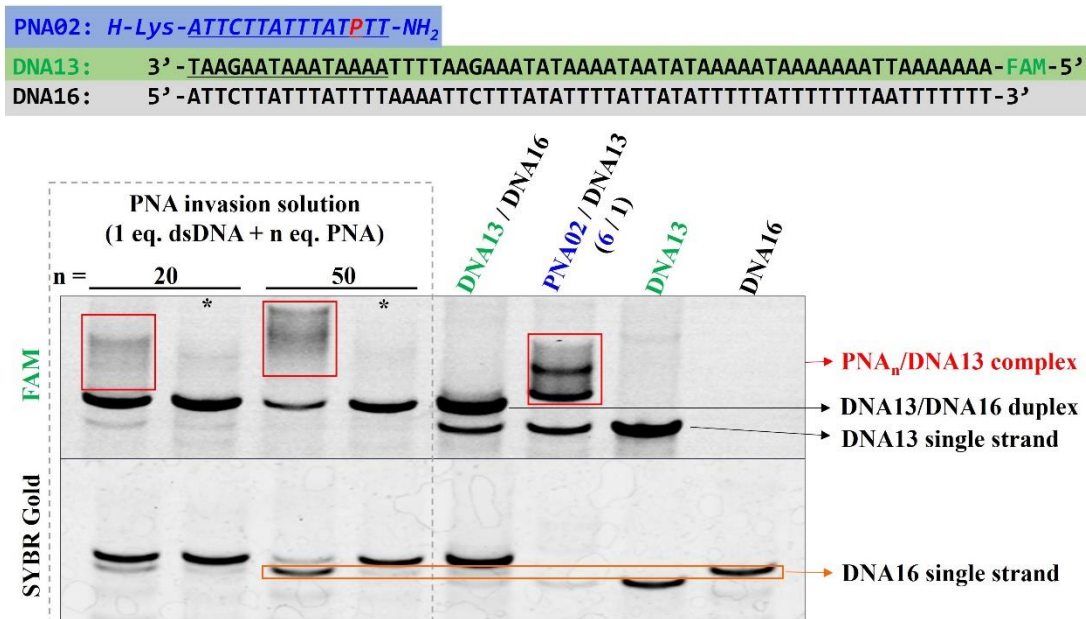 PNA02: H-Lys-ATTCTTATTTATPTT-NH₂
DNA13: 3’-TAAGAATAAATAAAATTTTAAGAAATATAAAATAATATAAAAATAAAAAAATTAAAAAAA-FAM-5’
DNA16: 5’-ATTCTTATTTATTTTAAAATTCTTTATATTTTATTATATTTTTATTTTTTTAATTTTTTT-3’
PNA invasion solution
(1 eq. dsDNA + n eq. PNA)
n = 20 50
* *
DNA13 / DNA16
PNA02 / DNA13
(6 / 1)
DNA13
DNA16
FAM
PNAₙ/DNA13 complex
DNA13/DNA16 duplex
DNA13 single strand
SYBR Gold
DNA16 single strand